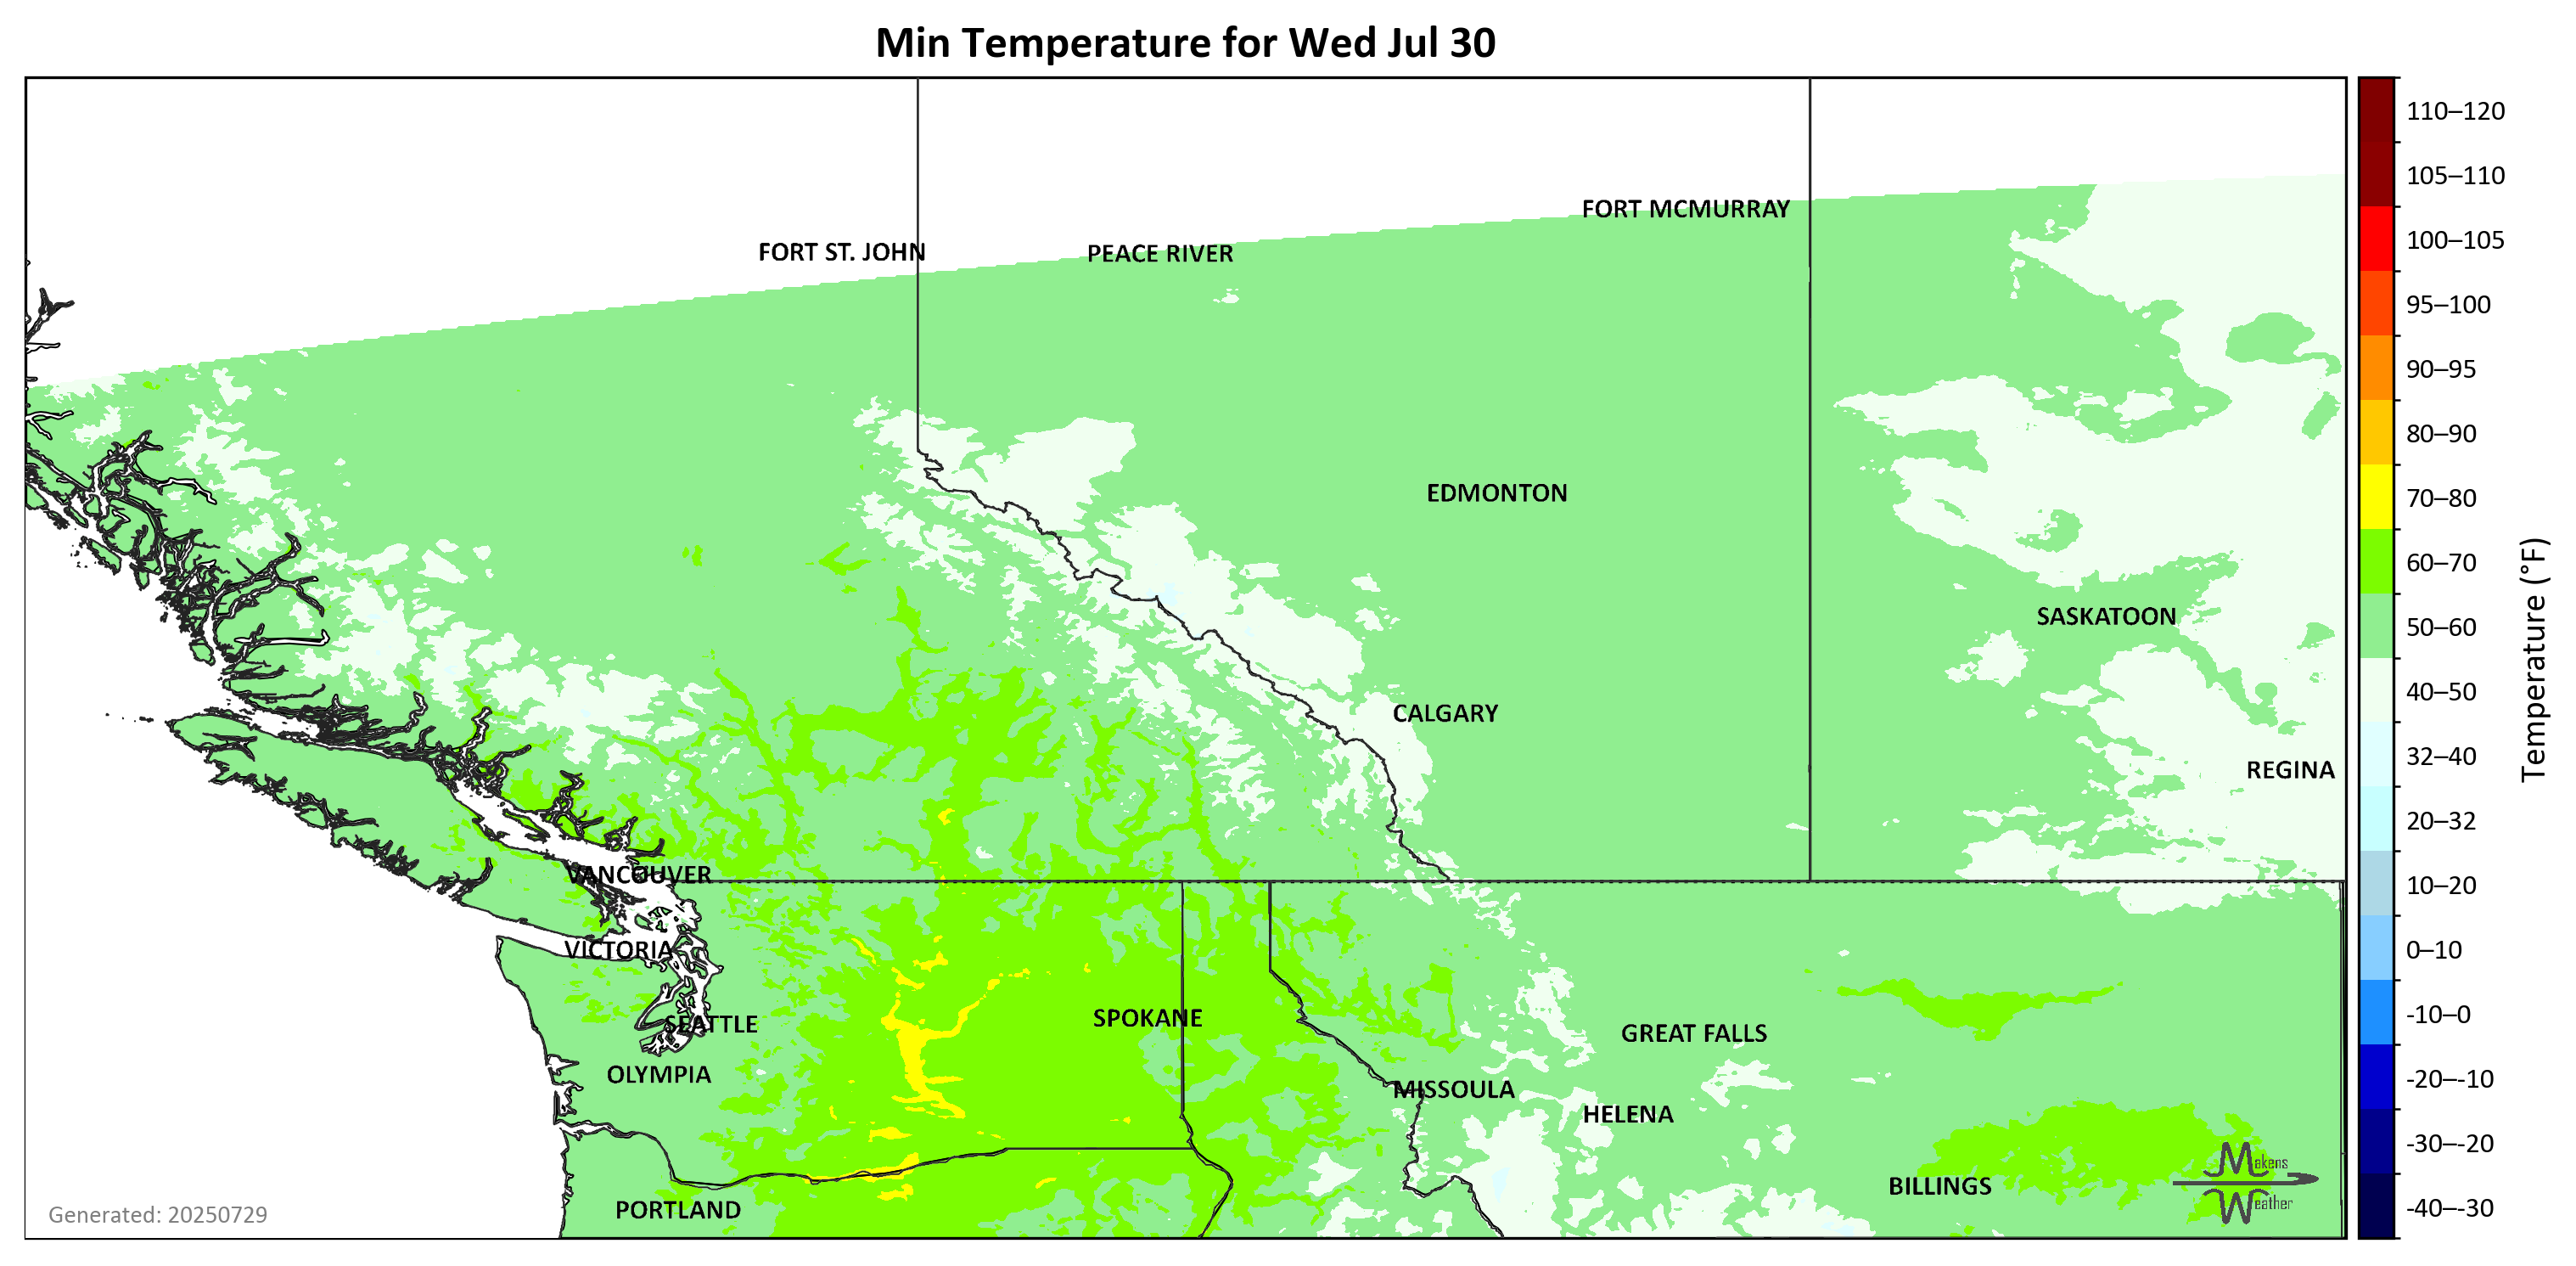 Min Temperature for Wed Jul 30
FORT MCMURRAY
FORT ST. JOHN
PEACE RIVER
EDMONTON
SASKATOON
CALGARY
REGINA
VANCOUVER
VICTORIA
SEATTLE
SPOKANE
GREAT FALLS
OLYMPIA
MISSOULA
HELENA
BILLINGS
PORTLAND
Makens
Weather
Generated: 20250729
110–120
105–110
100–105
95–100
90–95
80–90
70–80
60–70
50–60
40–50
32–40
20–32
10–20
0–10
-10–0
-20–-10
-30–-20
-40–-30
Temperature (°F)